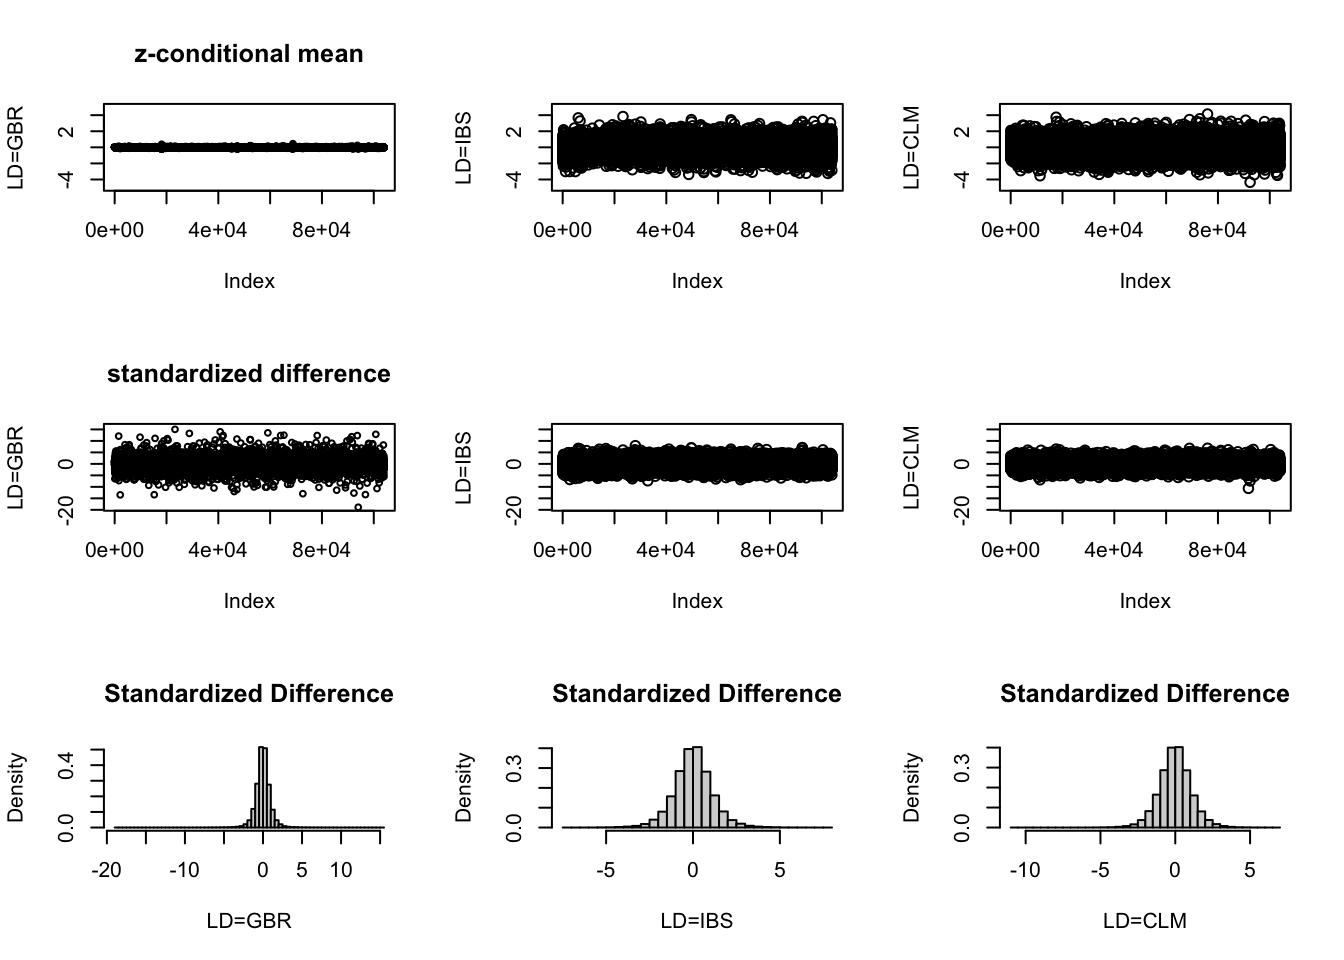 z-conditional mean
LD=GBR
2
-4
0e+00 4e+04 8e+04
Index
LD=IBS
2
-4
0e+00 4e+04 8e+04
Index
LD=CLM
2
-4
0e+00 4e+04 8e+04
Index
standardized difference
LD=GBR
0
-20
0e+00 4e+04 8e+04
Index
LD=IBS
0
-20
0e+00 4e+04 8e+04
Index
LD=CLM
0
-20
0e+00 4e+04 8e+04
Index
Standardized Difference
Density
0.4
0.0
-20 -10 0 5 10
LD=GBR
Standardized Difference
Density
0.3
0.0
-5 0 5
LD=IBS
Standardized Difference
Density
0.3
0.0
-10 -5 0 5
LD=CLM